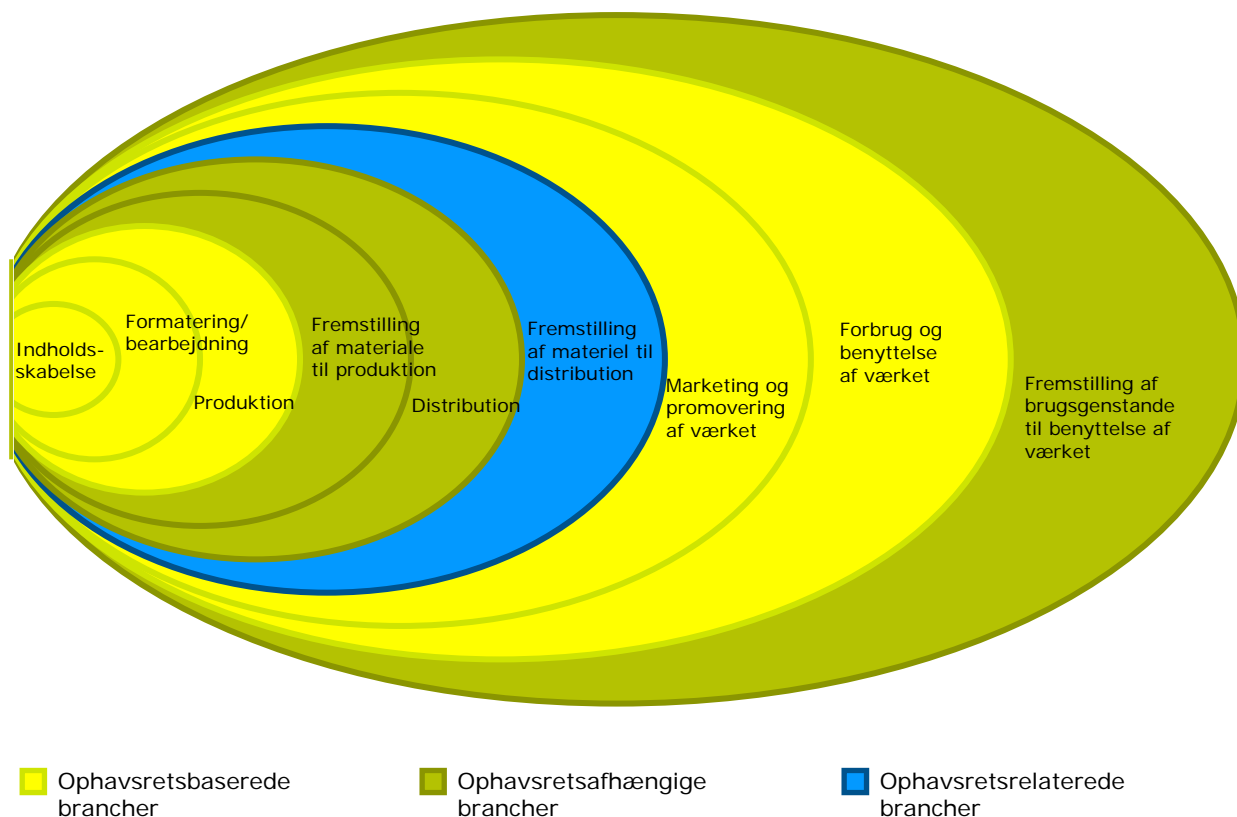 Indholds-
skabelse
Formatering/
bearbejdning
Produktion
Fremstilling
af materiale
til produktion
Distribution
Fremstilling
af materiel til
distribution
Marketing og
promovering
af værket
Forbrug og
benyttelse
af værket
Fremstilling af
brugsgenstande
til benyttelse af
værket
Ophavsretsbaserede
brancher
Ophavsretsafhængige
brancher
Ophavsretsrelaterede
brancher